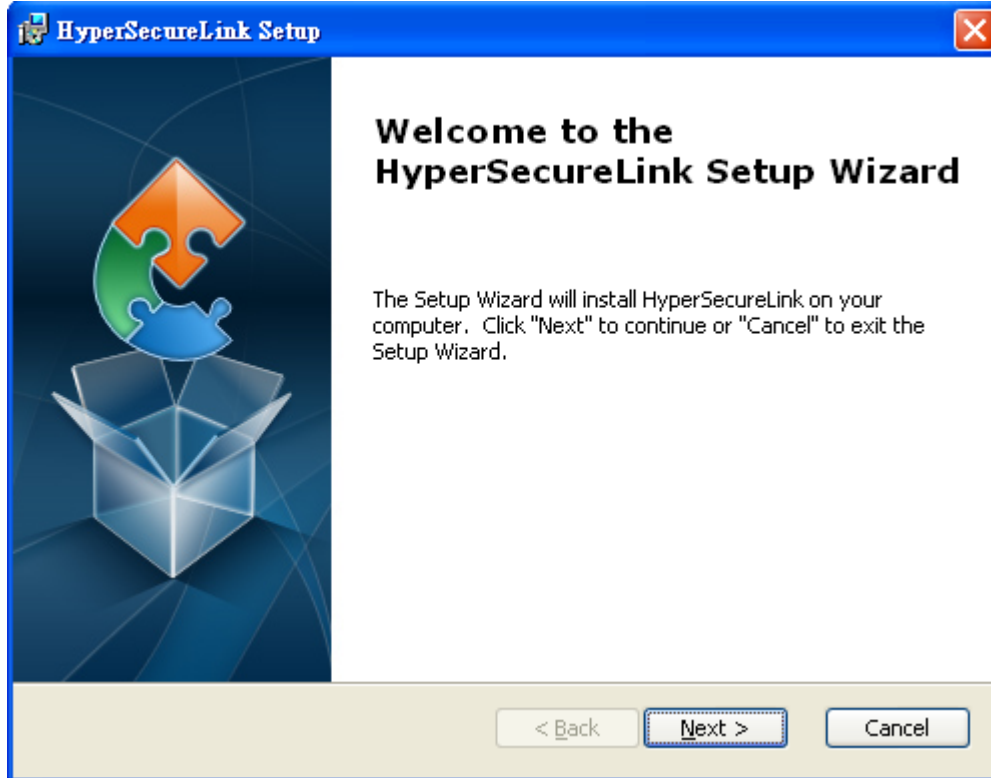 HyperSecureLink Setup
Welcome to the
HyperSecureLink Setup Wizard
The Setup Wizard will install HyperSecureLink on your
computer.  Click "Next" to continue or "Cancel" to exit the
Setup Wizard.
< Back Next > Cancel